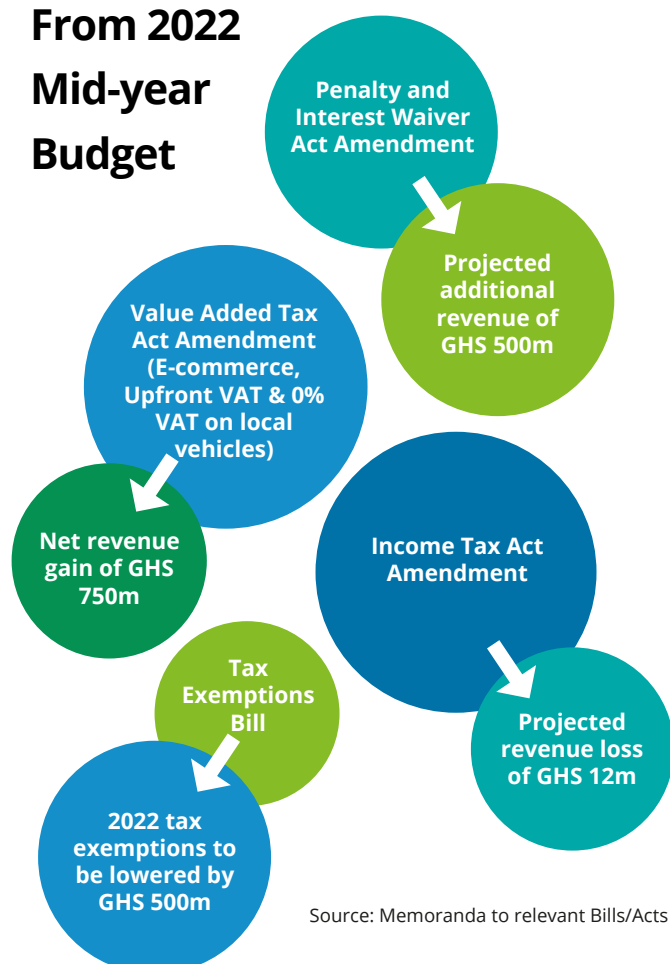 From 2022
Mid-year
Budget
Penalty and
Interest Waiver
Act Amendment
Projected
additional
revenue of
GHS 500m
Value Added Tax
Act Amendment
(E-commerce,
Upfront VAT & 0%
VAT on local
vehicles)
Net revenue
gain of GHS
750m
Income Tax Act
Amendment
Projected
revenue loss
of GHS 12m
Tax
Exemptions
Bill
2022 tax
exemptions to
be lowered by
GHS 500m
Source: Memoranda to relevant Bills/Acts